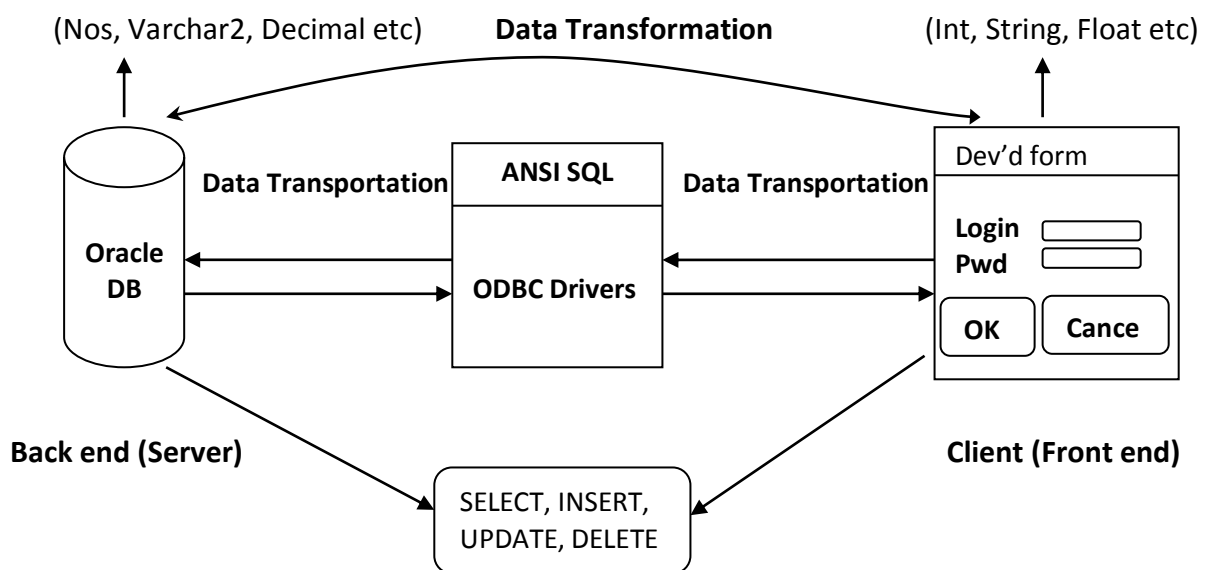 (Nos, Varchar2, Decimal etc)
Data Transformation
(Int, String, Float etc)
Dev’d form
ANSI SQL
Data Transportation
Data Transportation
Login
Pwd
Oracle
DB
ODBC Drivers
OK
Cance
Back end (Server)
Client (Front end)
SELECT, INSERT,
UPDATE, DELETE